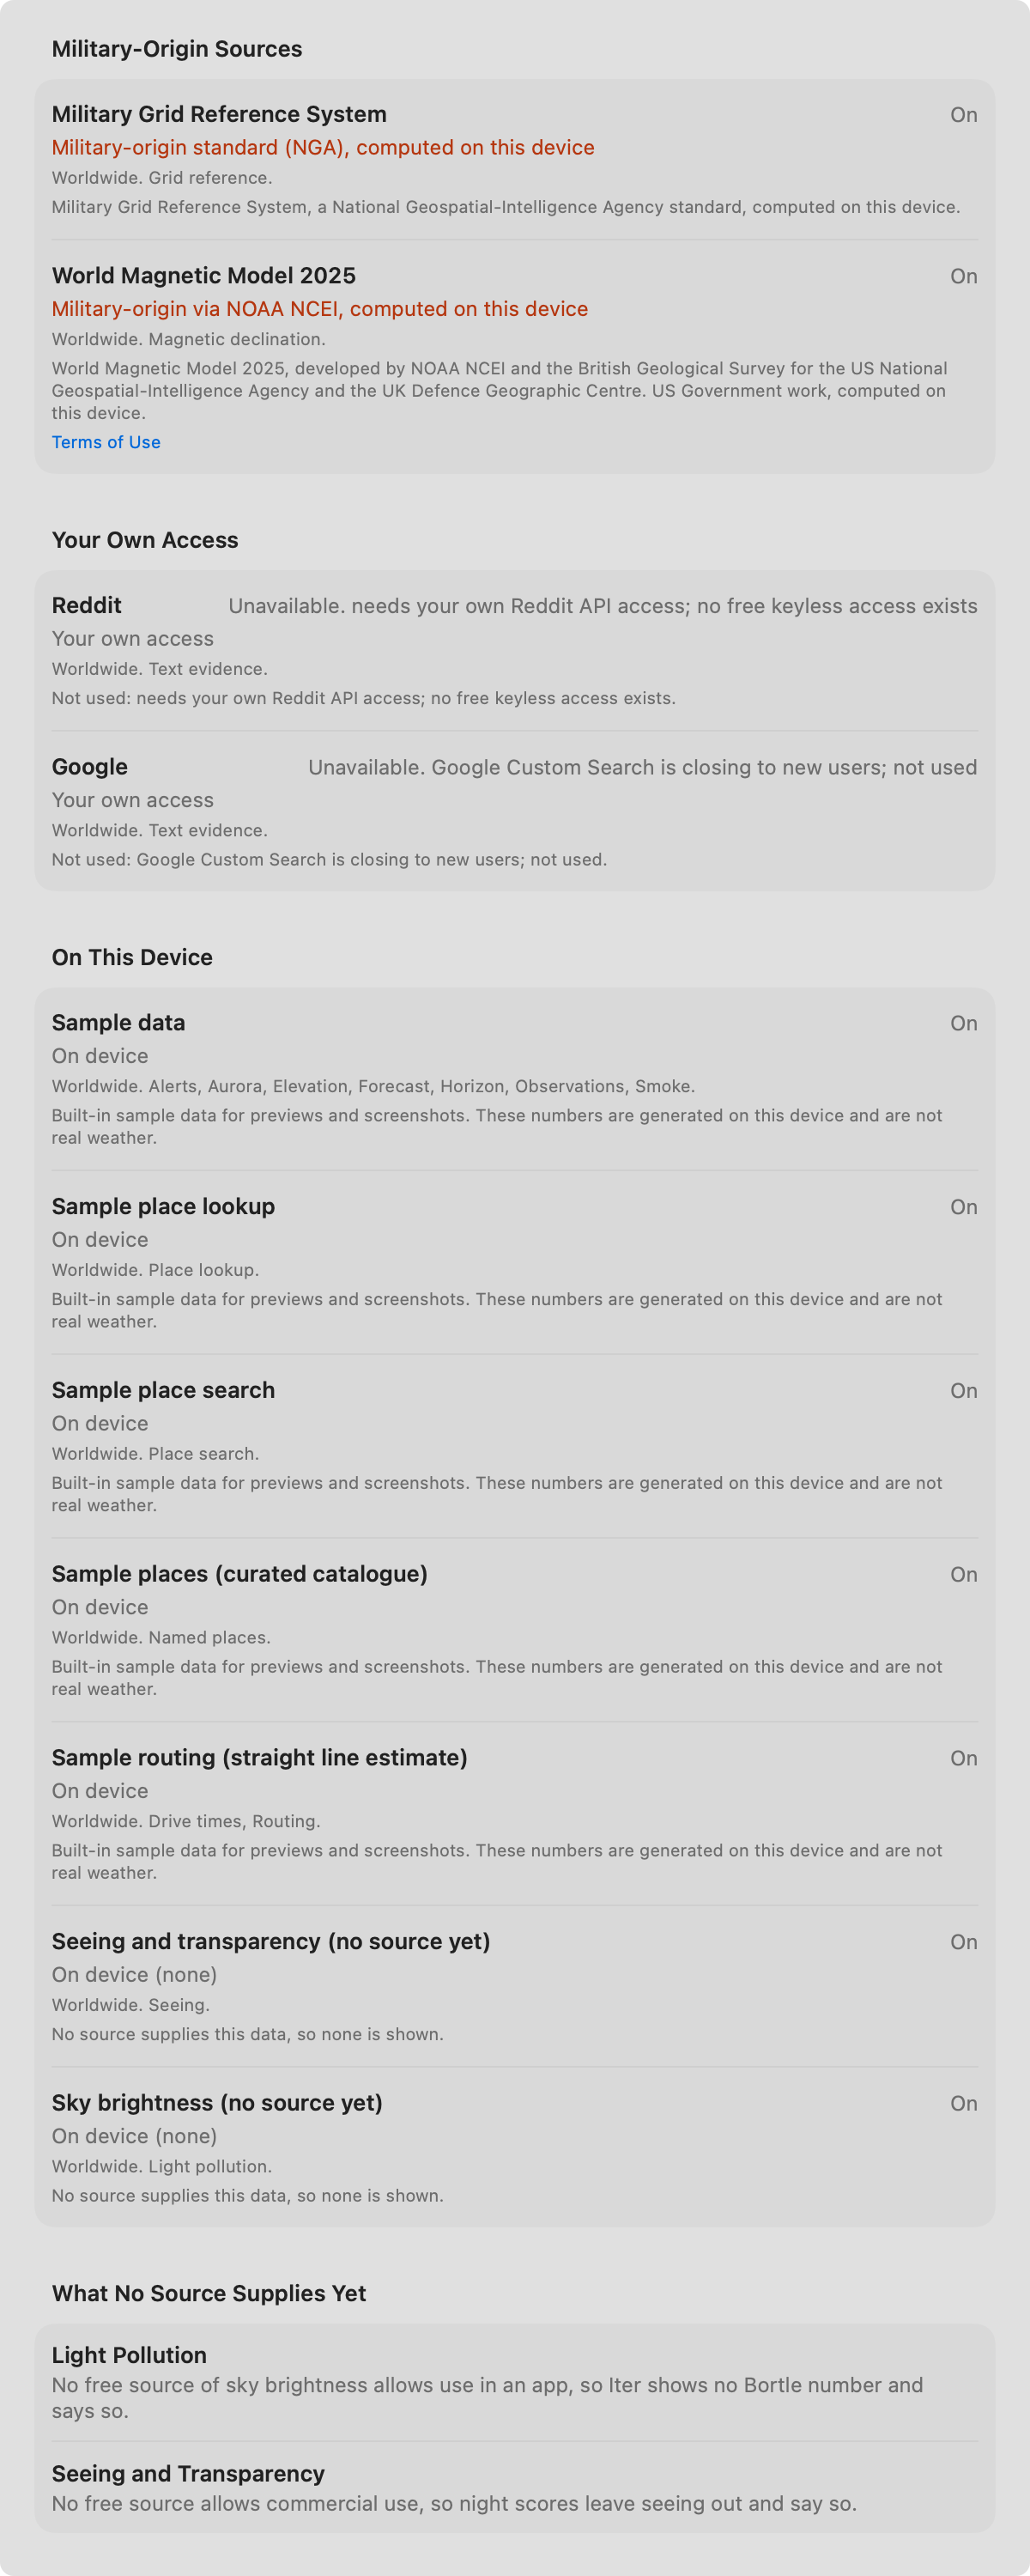 Military-Origin Sources
Military Grid Reference System
On
Military-origin standard (NGA), computed on this device
Worldwide. Grid reference.
Military Grid Reference System, a National Geospatial-Intelligence Agency standard, computed on this device.
World Magnetic Model 2025
On
Military-origin via NOAA NCEI, computed on this device
Worldwide. Magnetic declination.
World Magnetic Model 2025, developed by NOAA NCEI and the British Geological Survey for the US National
Geospatial-Intelligence Agency and the UK Defence Geographic Centre. US Government work, computed on
this device.
Terms of Use
Your Own Access
Reddit
Unavailable. needs your own Reddit API access; no free keyless access exists
Your own access
Worldwide. Text evidence.
Not used: needs your own Reddit API access; no free keyless access exists.
Google
Unavailable. Google Custom Search is closing to new users; not used
Your own access
Worldwide. Text evidence.
Not used: Google Custom Search is closing to new users; not used.
On This Device
Sample data
On
On device
Worldwide. Alerts, Aurora, Elevation, Forecast, Horizon, Observations, Smoke.
Built-in sample data for previews and screenshots. These numbers are generated on this device and are not
real weather.
Sample place lookup
On
On device
Worldwide. Place lookup.
Built-in sample data for previews and screenshots. These numbers are generated on this device and are not
real weather.
Sample place search
On
On device
Worldwide. Place search.
Built-in sample data for previews and screenshots. These numbers are generated on this device and are not
real weather.
Sample places (curated catalogue)
On
On device
Worldwide. Named places.
Built-in sample data for previews and screenshots. These numbers are generated on this device and are not
real weather.
Sample routing (straight line estimate)
On
On device
Worldwide. Drive times, Routing.
Built-in sample data for previews and screenshots. These numbers are generated on this device and are not
real weather.
Seeing and transparency (no source yet)
On
On device (none)
Worldwide. Seeing.
No source supplies this data, so none is shown.
Sky brightness (no source yet)
On
On device (none)
Worldwide. Light pollution.
No source supplies this data, so none is shown.
What No Source Supplies Yet
Light Pollution
No free source of sky brightness allows use in an app, so Iter shows no Bortle number and
says so.
Seeing and Transparency
No free source allows commercial use, so night scores leave seeing out and say so.